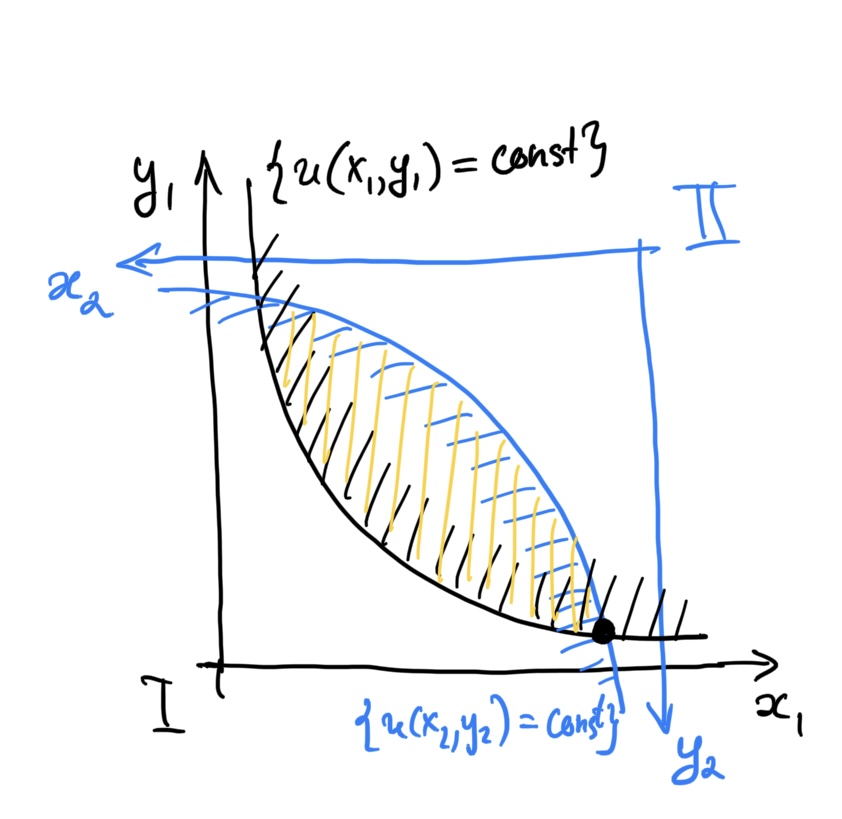 y₁
{u(x₁,y₁) = const}
II
x₂
I
{u(x₂,y₂) = const}
x₁
y₂